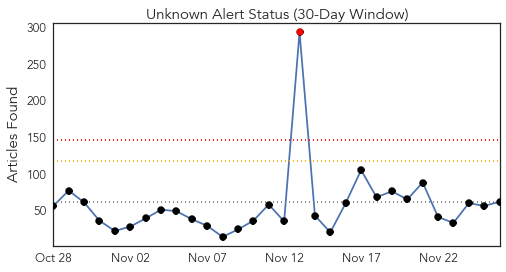 Unknown Alert Status (30-Day Window)
Articles Found
300
250
200
150
100
50
Oct 28 Nov 02 Nov 07 Nov 12 Nov 17 Nov 22